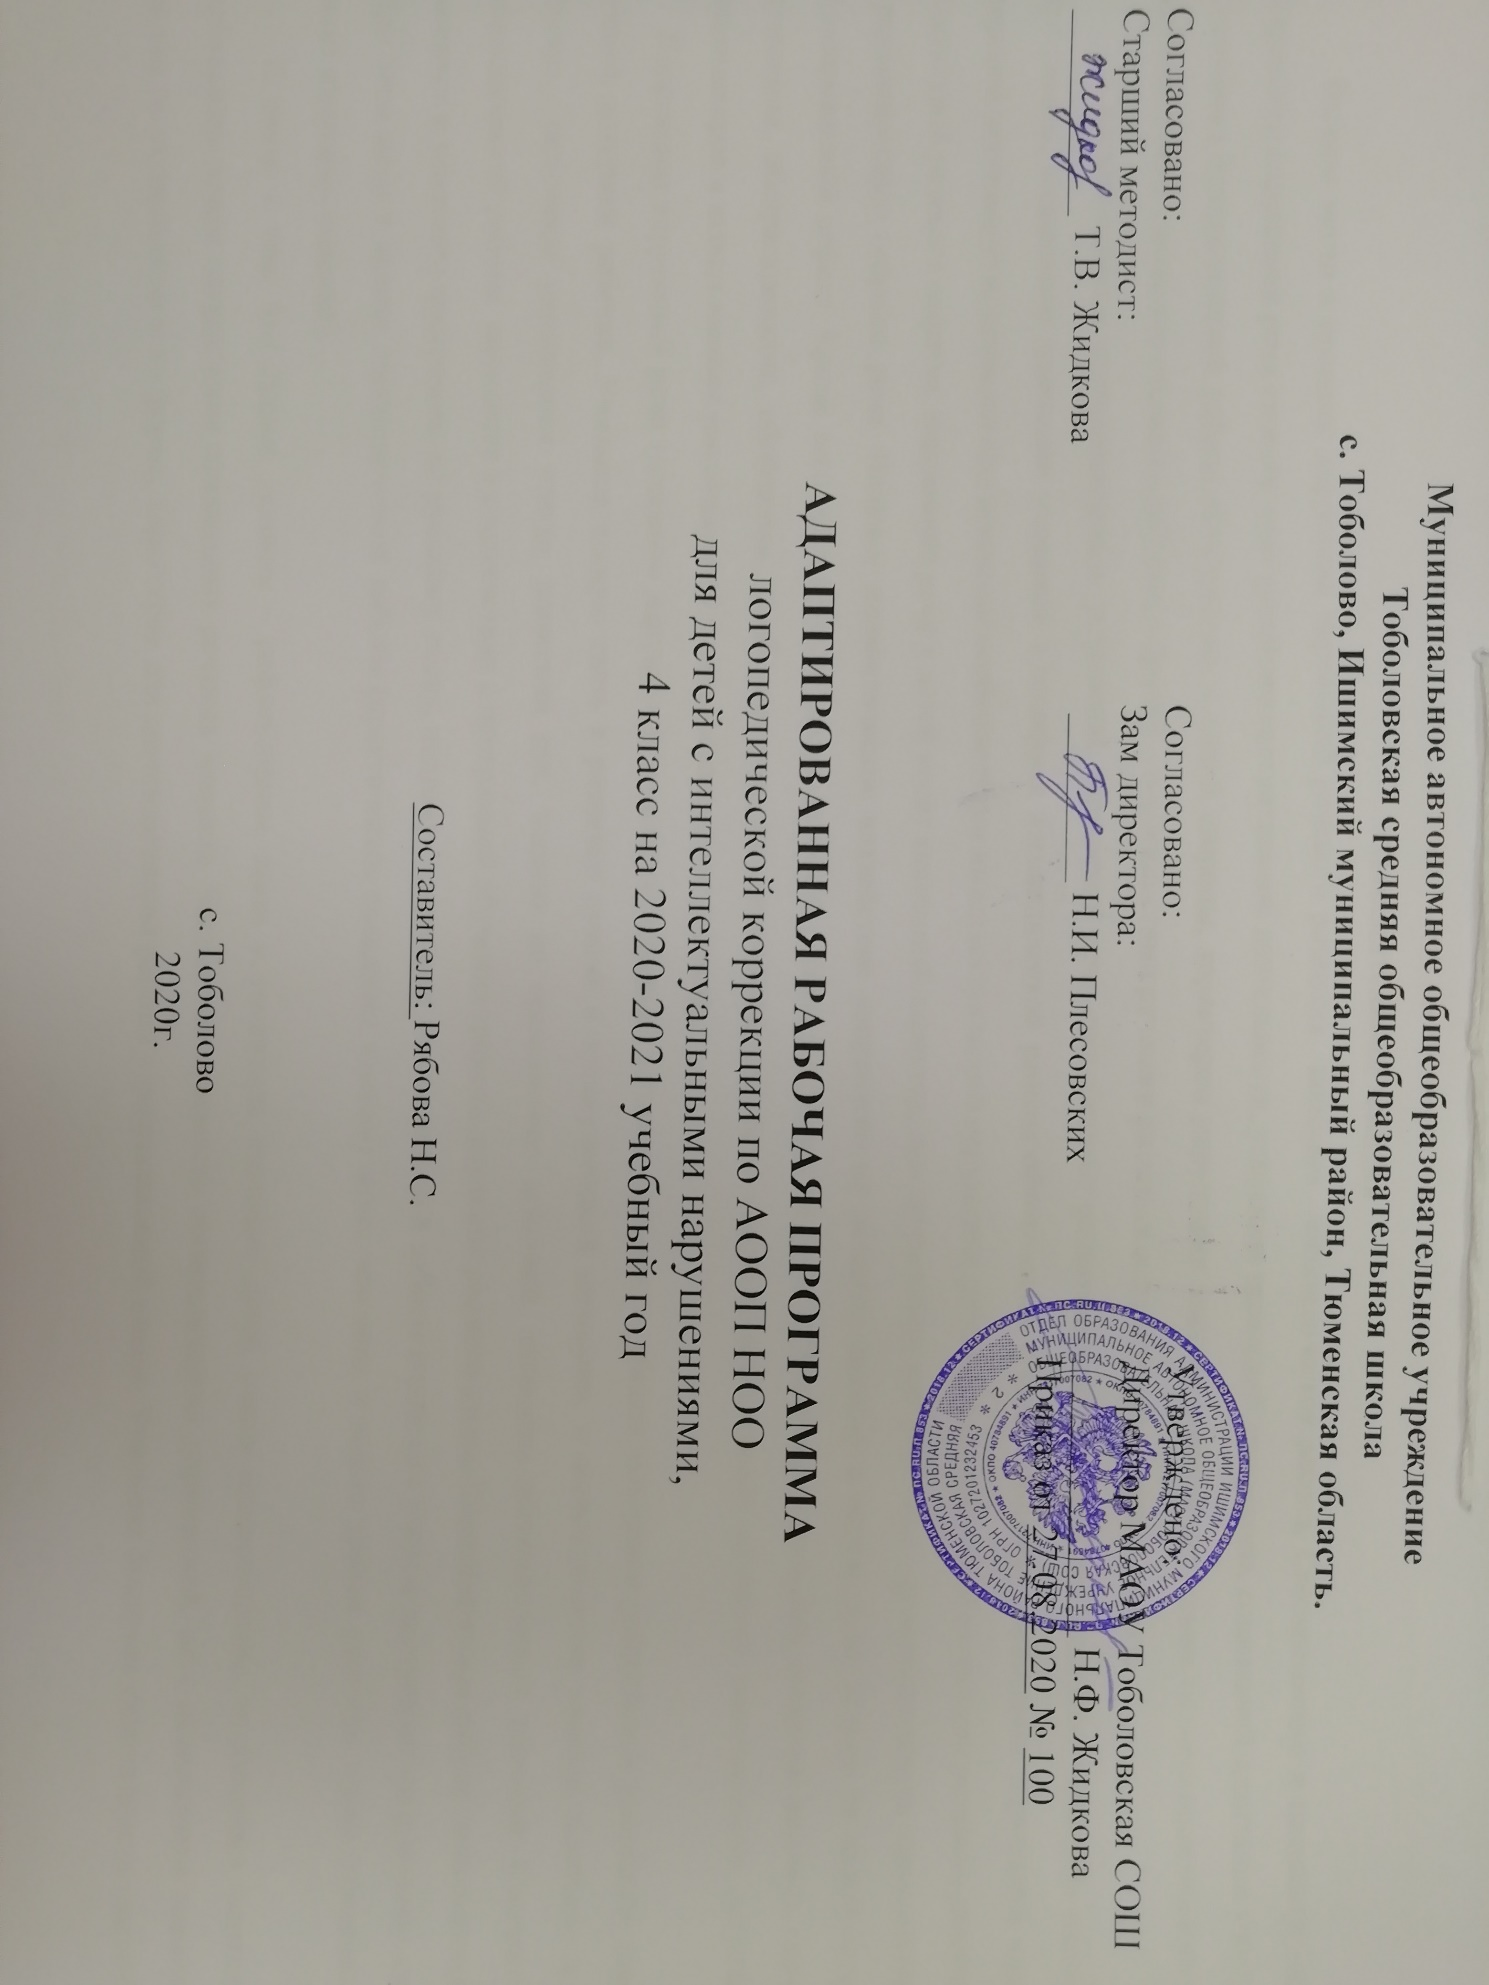 Муниципальное автономное общеобразовательное учреждение
Тоболовская средняя общеобразовательная школа
с. Тоболово, Ишимский муниципальный район, Тюменская область.
Согласовано:
Старший методист:
Т.В. Жидкова
Согласовано:
Зам директора:
Н.И. Плесовских
Утверждено:
Директор МАОУ Тоболовская СОШ
Н.Ф. Жидкова
Приказ от 27.08.2020 № 100
АДАПТИРОВАННАЯ РАБОЧАЯ ПРОГРАММА
логопедической коррекции по АООП НОО
для детей с интеллектуальными нарушениями,
4 класс на 2020-2021 учебный год
Составитель: Рябова Н.С.
с. Тоболово
2020г.